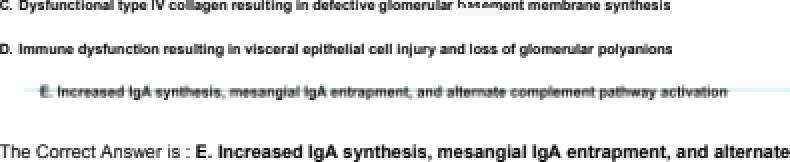 C. Dysfunctional type IV collagen resulting in defective glomerular basement membrane synthesis
D. Immune dysfunction resulting in visceral epithelial cell injury and loss of glomerular polyanions
E. Increased IgA synthesis, mesangial IgA entrapment, and alternate complement pathway activation
The Correct Answer is : E. Increased IgA synthesis, mesangial IgA entrapment, and alternate